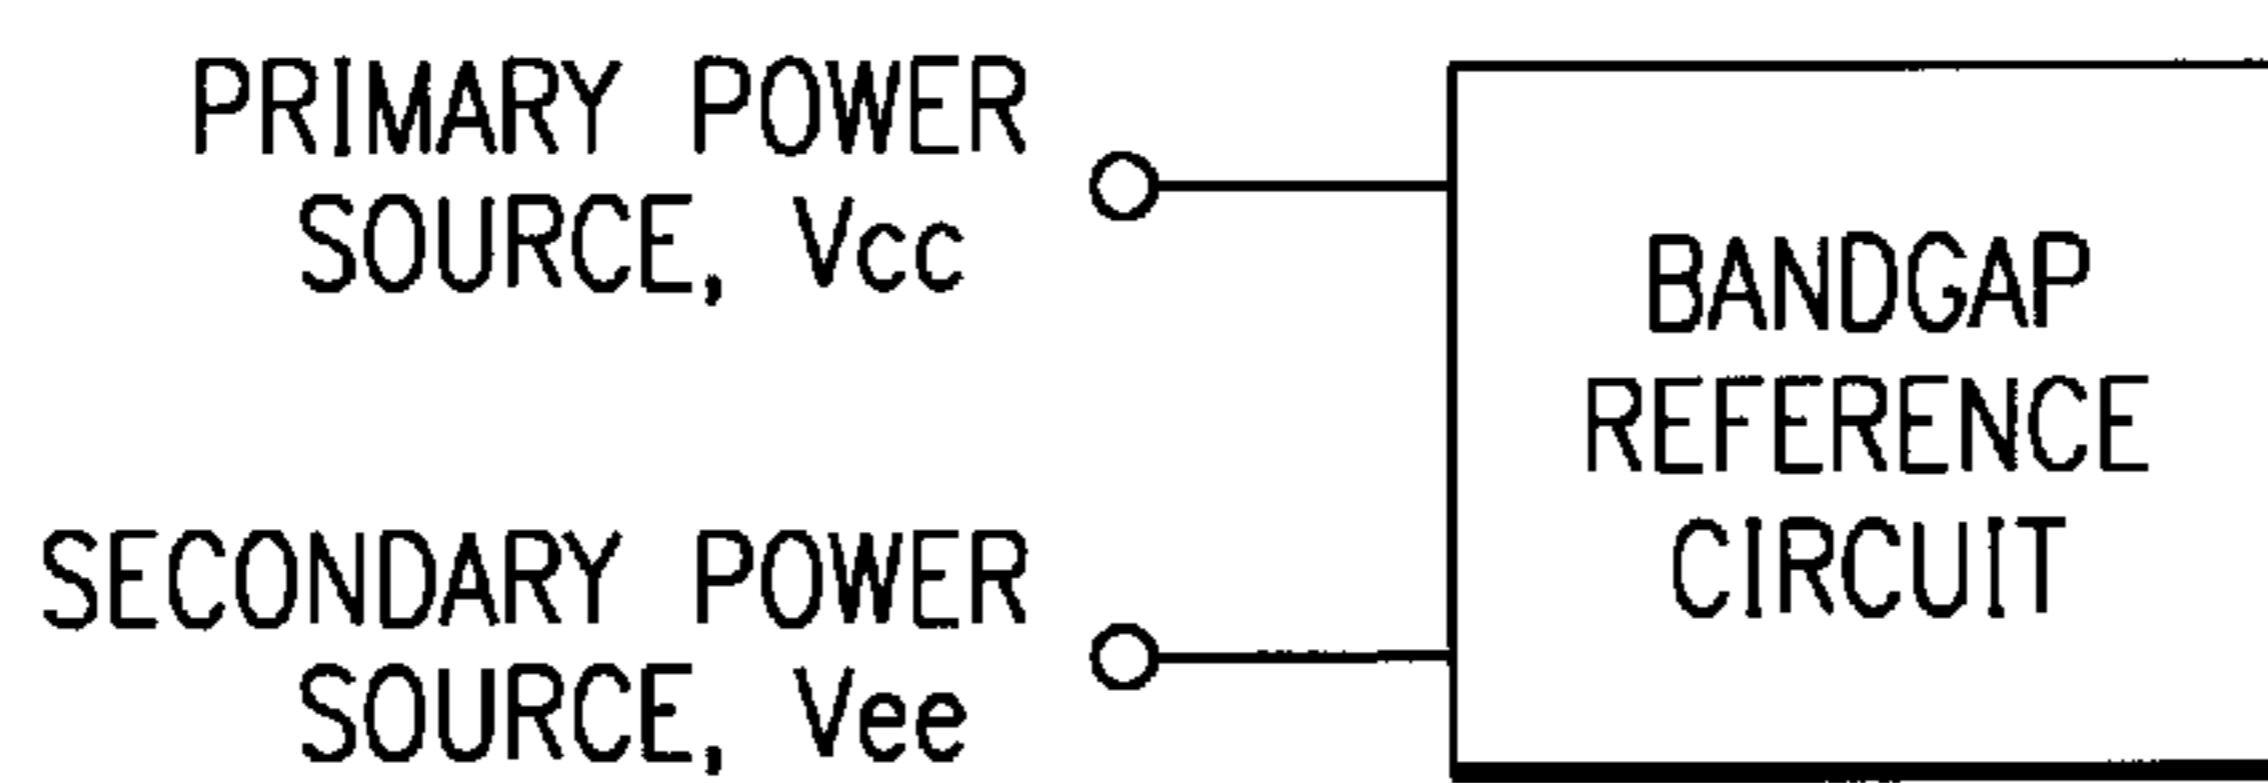 PRIMARY POWER
SOURCE, Vcc
SECONDARY POWER
SOURCE, Vee
BANDGAP
REFERENCE
CIRCUIT